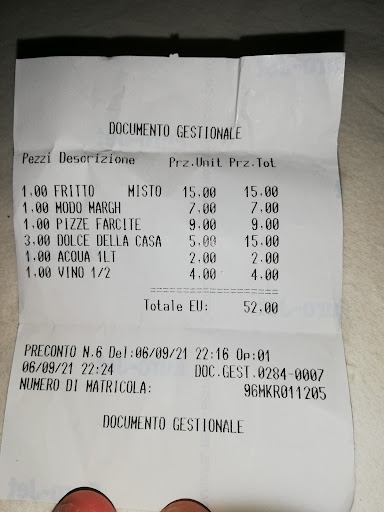 DOCUMENTO GESTIONALE
Pezzi Descrizione Prz.Unit Prz.Tot
1.00 FRITTO MISTO 15.00 15.00
1.00 MODO MARGH 7.00 7.00
1.00 PIZZE FARCITE 9.00 9.00
3.00 DOLCE DELLA CASA 5.00 15.00
1.00 ACQUA 1LT 2.00 2.00
1.00 VINO 1/2 4.00 4.00
====================
Totale EU: 52.00
PRECONTO N.6 Del:06/09/21 22:16 Op:01
06/09/21 22:24 DOC.GEST.0284-0007
NUMERO DI MATRICOLA: 96MKR011205
DOCUMENTO GESTIONALE